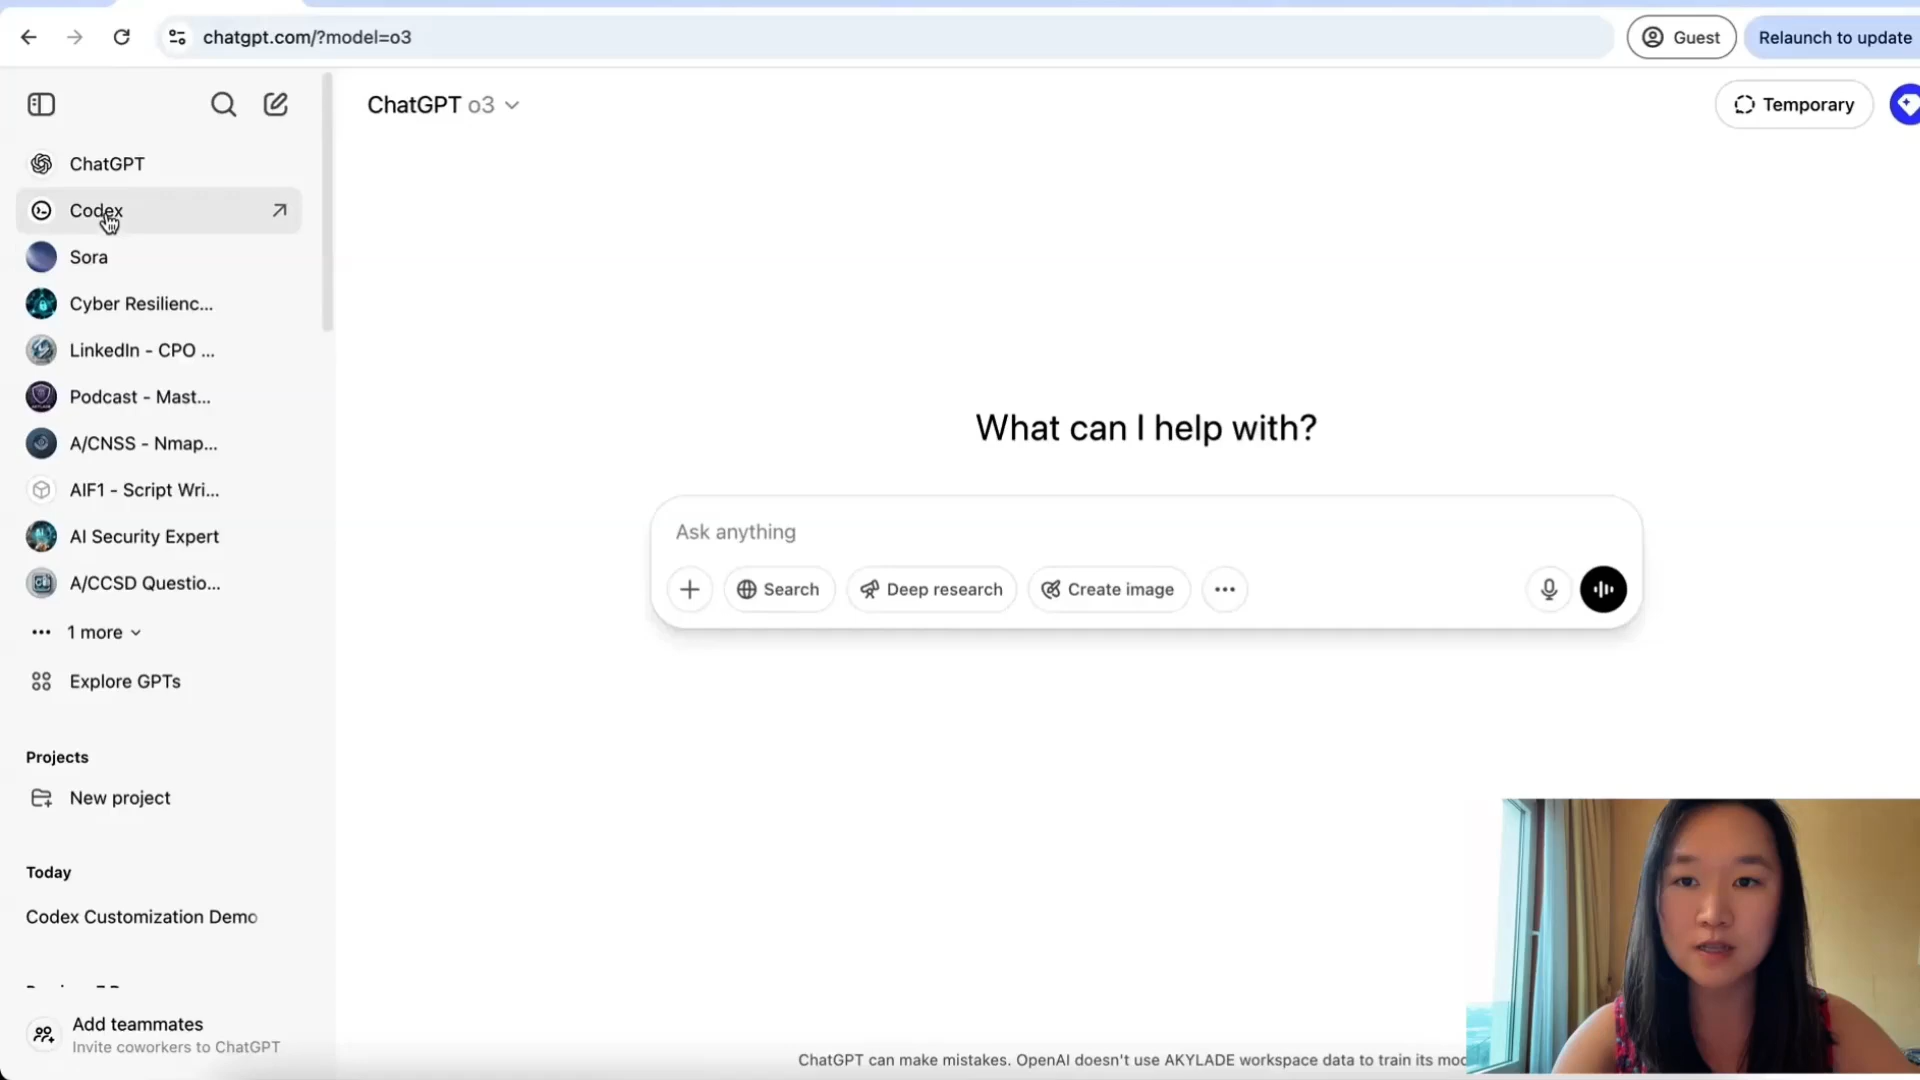 chatgpt.com/?model=o3
Guest
Relaunch to update
ChatGPT o3
Temporary
ChatGPT
Codex
Sora
Cyber Resilienc...
LinkedIn - CPO ...
Podcast - Mast...
A/CNSS - Nmap...
AIF1 - Script Wri...
AI Security Expert
A/CCSD Questio...
1 more
Explore GPTs
Projects
New project
Today
Codex Customization Demo
Add teammates
Invite coworkers to ChatGPT
What can I help with?
Ask anything
Search
Deep research
Create image
ChatGPT can make mistakes. OpenAI doesn't use AKYLADE workspace data to train its